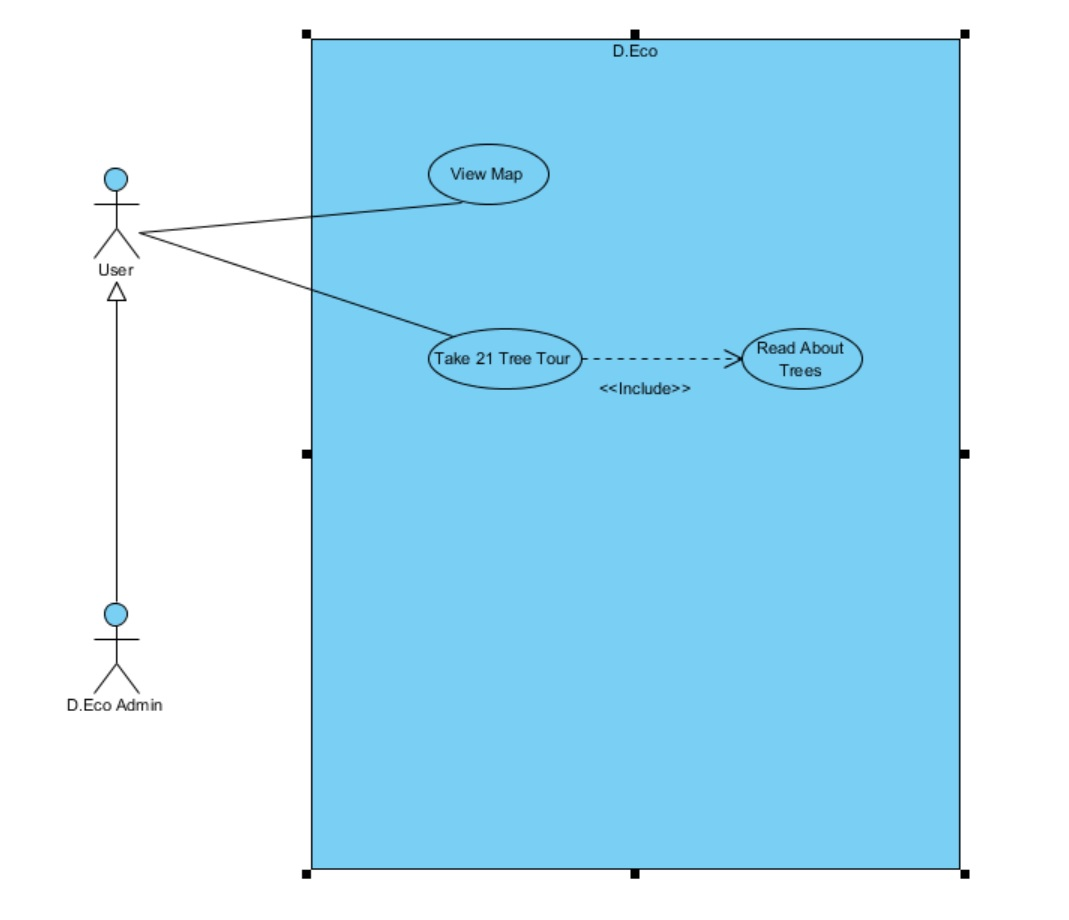 D.Eco
View Map
User
Take 21 Tree Tour
Read About
Trees
<<Include>>
D.Eco Admin